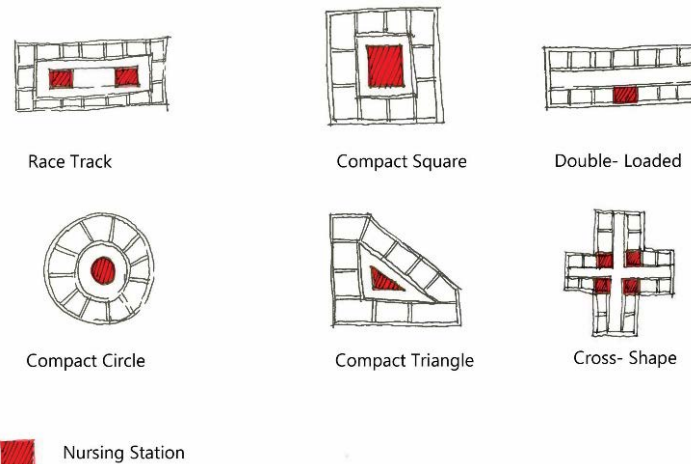 Race Track
Compact Square
Double- Loaded
Compact Circle
Compact Triangle
Cross- Shape
Nursing Station